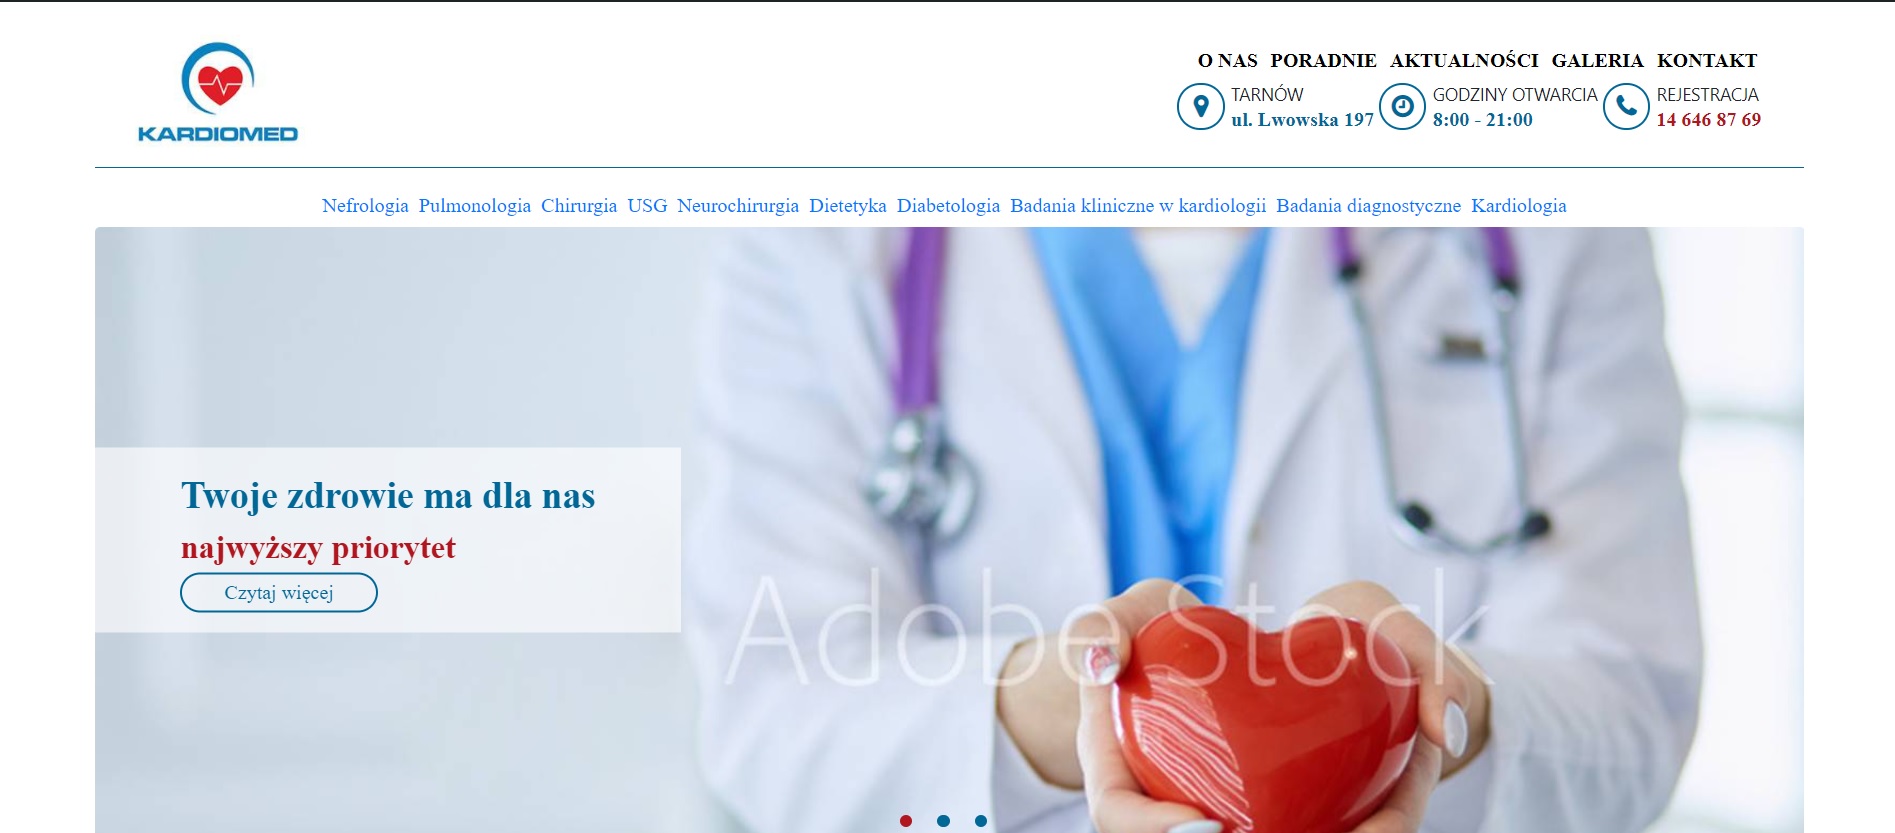 KARDIOMED
O NAS PORADNIE AKTUALNOŚCI GALERIA KONTAKT
TARNÓW
ul. Lwowska 197
GODZINY OTWARCIA
8:00 - 21:00
REJESTRACJA
14 646 87 69
Nefrologia Pulmonologia Chirurgia USG Neurochirurgia Dietetyka Diabetologia Badania kliniczne w kardiologii Badania diagnostyczne Kardiologia
Twoje zdrowie ma dla nas
najwyższy priorytet
Czytaj więcej
Adobe Stock